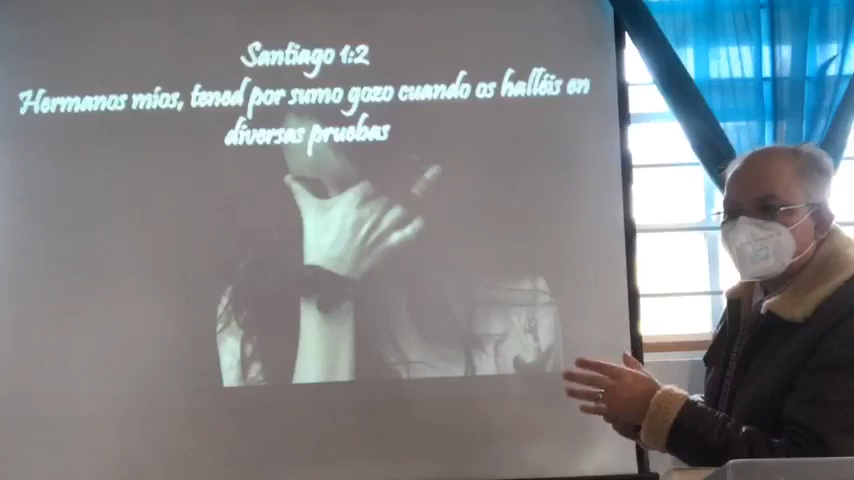 Santiago 1:2
Hermanos míos, tened por sumo gozo cuando os halléis en
diversas pruebas